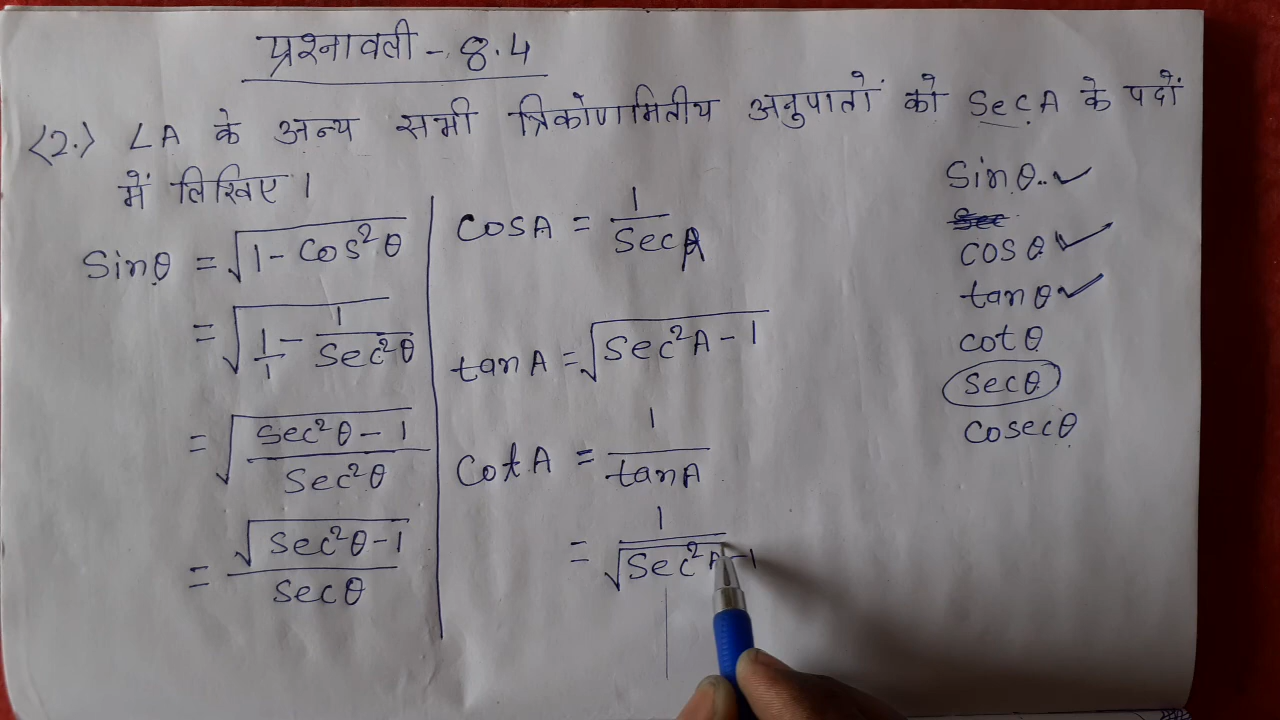 प्रश्नावली - 8.4
(2.) ∠A के अन्य सभी त्रिकोणमितीय अनुपातों को SecA के पदों
में लिखिए।
Sinθ = √(1 - Cos²θ)
= √(1/1 - 1/Sec²θ)
= √((Sec²θ - 1)/Sec²θ)
= √(Sec²θ - 1)/Secθ
COSA = 1/SecA
tanA = √(Sec²A - 1)
CotA = 1/tanA
= 1/√(Sec²A - 1)
Sinθ.. ✓
Sec
COSθ ✓
tanθ ✓
cotθ
secθ
cosecθ